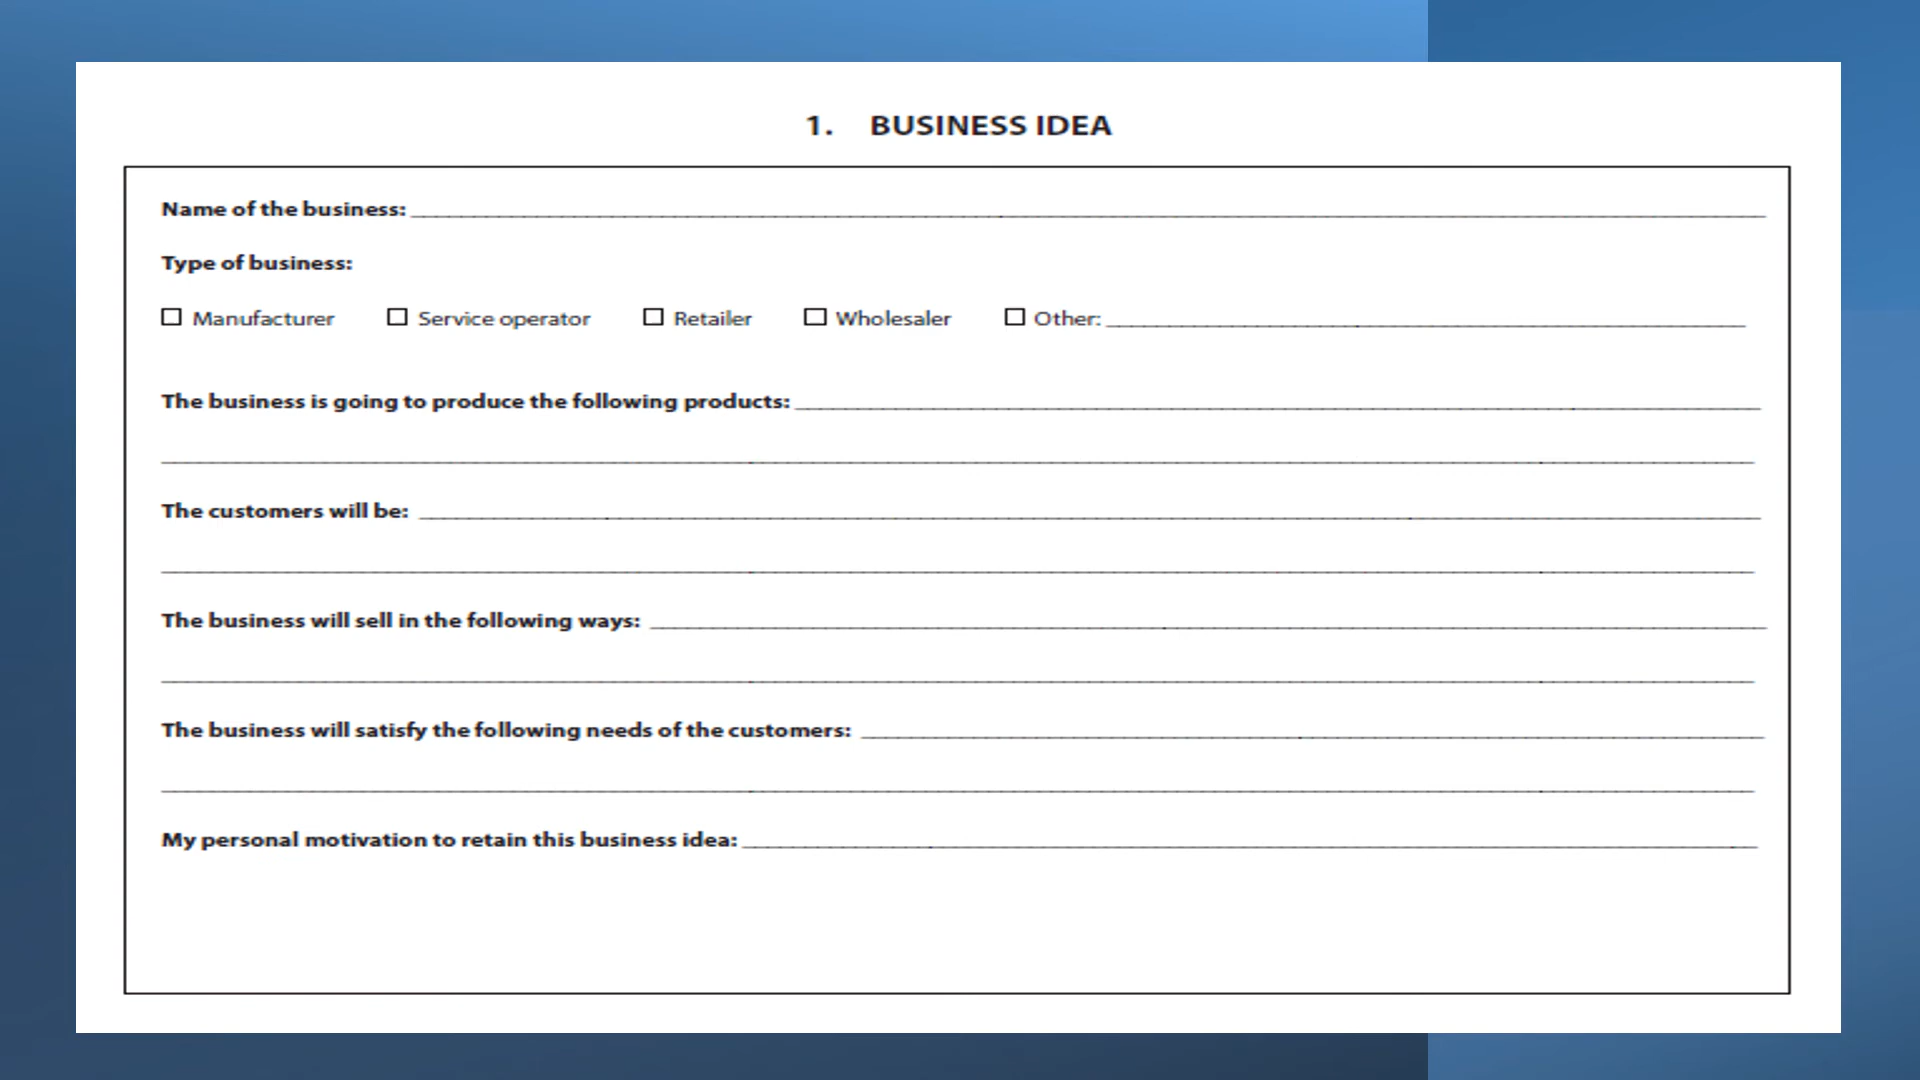 1. BUSINESS IDEA
Name of the business:
Type of business:
Manufacturer Service operator Retailer Wholesaler Other:
The business is going to produce the following products:
The customers will be:
The business will sell in the following ways:
The business will satisfy the following needs of the customers:
My personal motivation to retain this business idea: